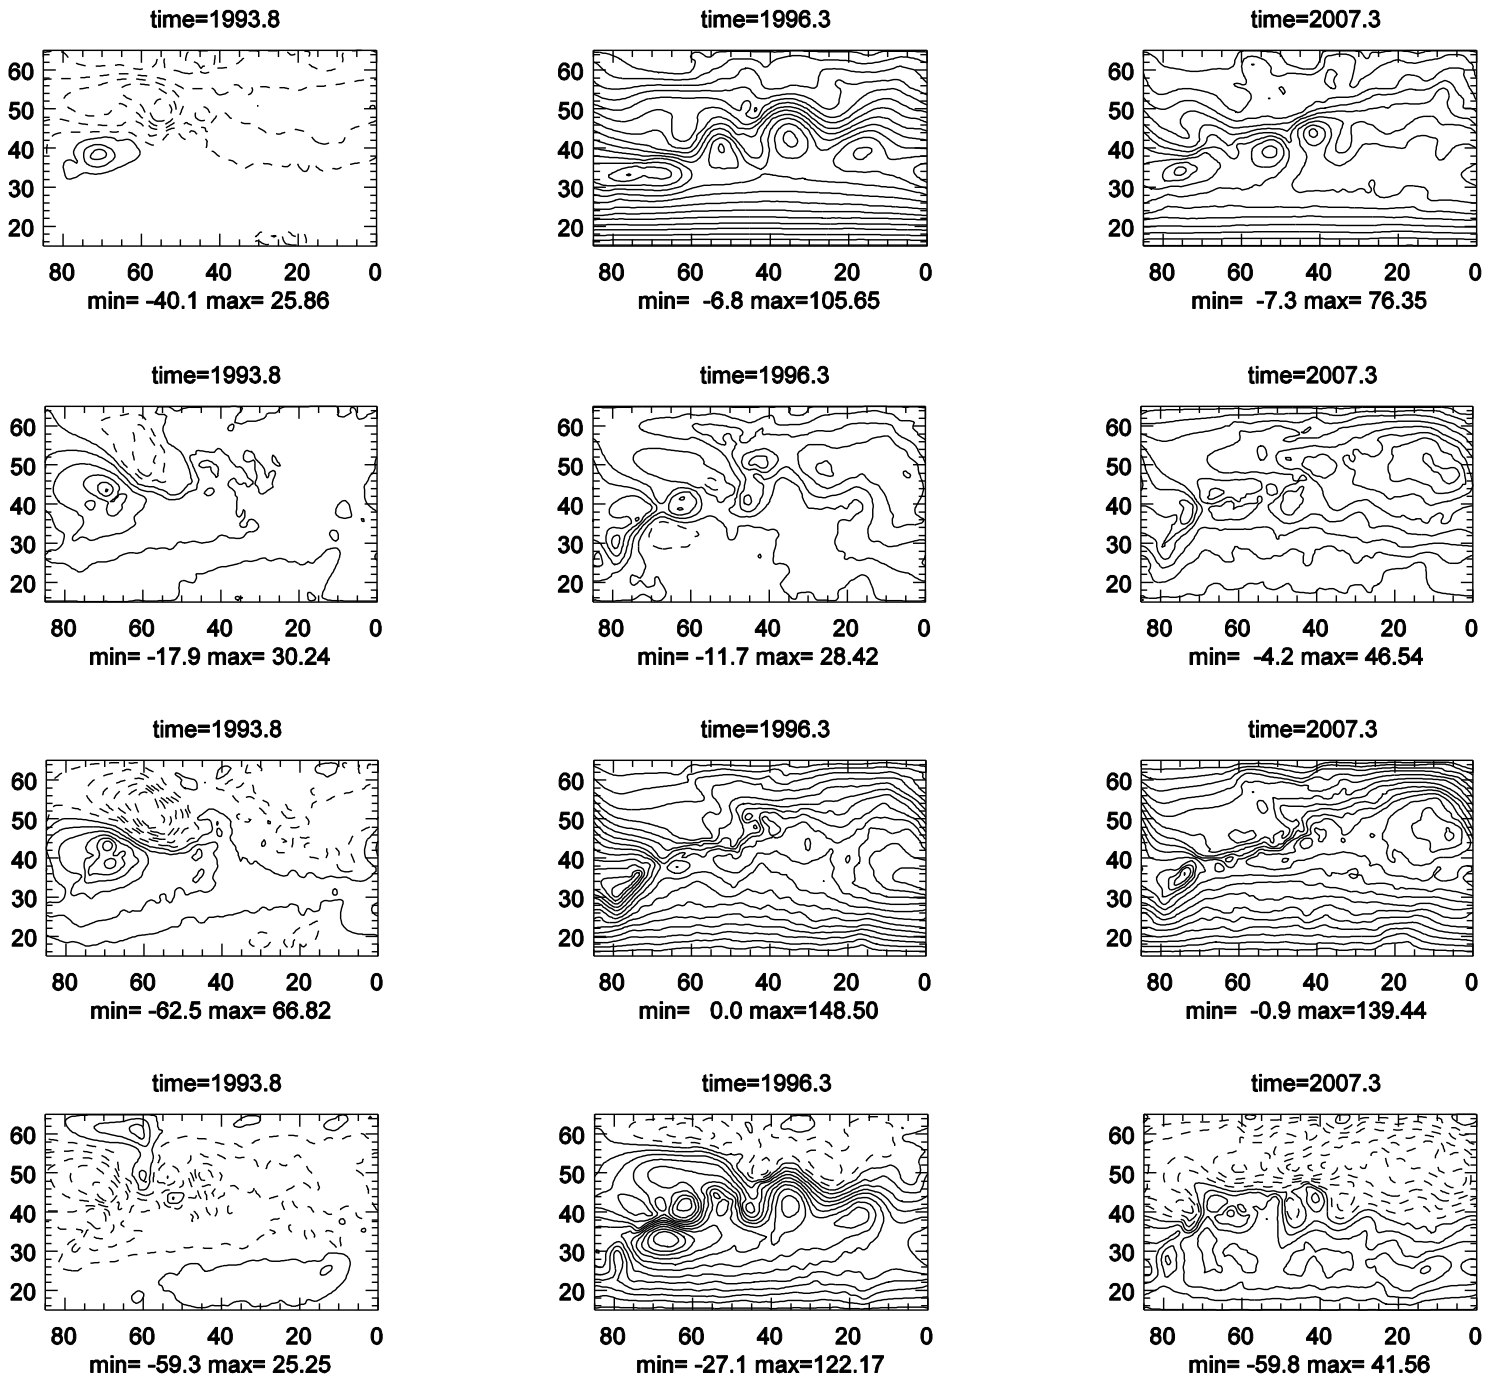 time=1993.8 time=1996.3 time=2007.3
60 60 60
50 50 50
40 40 40
30 30 30
20 20 20
80 60 40 20 0 80 60 40 20 0 80 60 40 20 0
min= -40.1 max= 25.86 min= -6.8 max=105.65 min= -7.3 max= 76.35
time=1993.8 time=1996.3 time=2007.3
60 60 60
50 50 50
40 40 40
30 30 30
20 20 20
80 60 40 20 0 80 60 40 20 0 80 60 40 20 0
min= -17.9 max= 30.24 min= -11.7 max= 28.42 min= -4.2 max= 46.54
time=1993.8 time=1996.3 time=2007.3
60 60 60
50 50 50
40 40 40
30 30 30
20 20 20
80 60 40 20 0 80 60 40 20 0 80 60 40 20 0
min= -62.5 max= 66.82 min= 0.0 max=148.50 min= -0.9 max=139.44
time=1993.8 time=1996.3 time=2007.3
60 60 60
50 50 50
40 40 40
30 30 30
20 20 20
80 60 40 20 0 80 60 40 20 0 80 60 40 20 0
min= -59.3 max= 25.25 min= -27.1 max=122.17 min= -59.8 max= 41.56